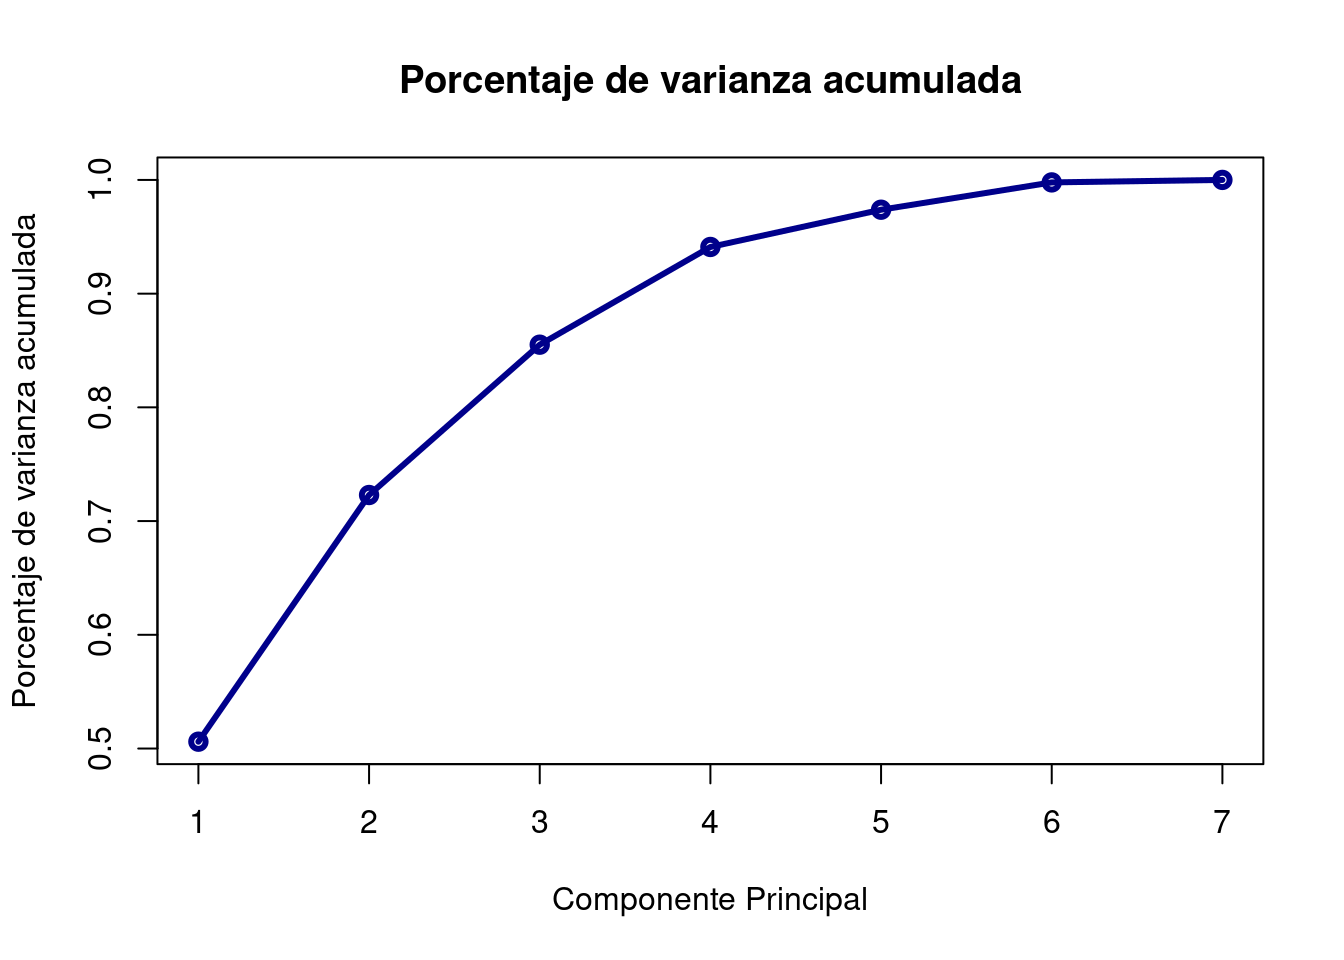 Porcentaje de varianza acumulada
Porcentaje de varianza acumulada
1.0
0.9
0.8
0.7
0.6
0.5
1 2 3 4 5 6 7
Componente Principal